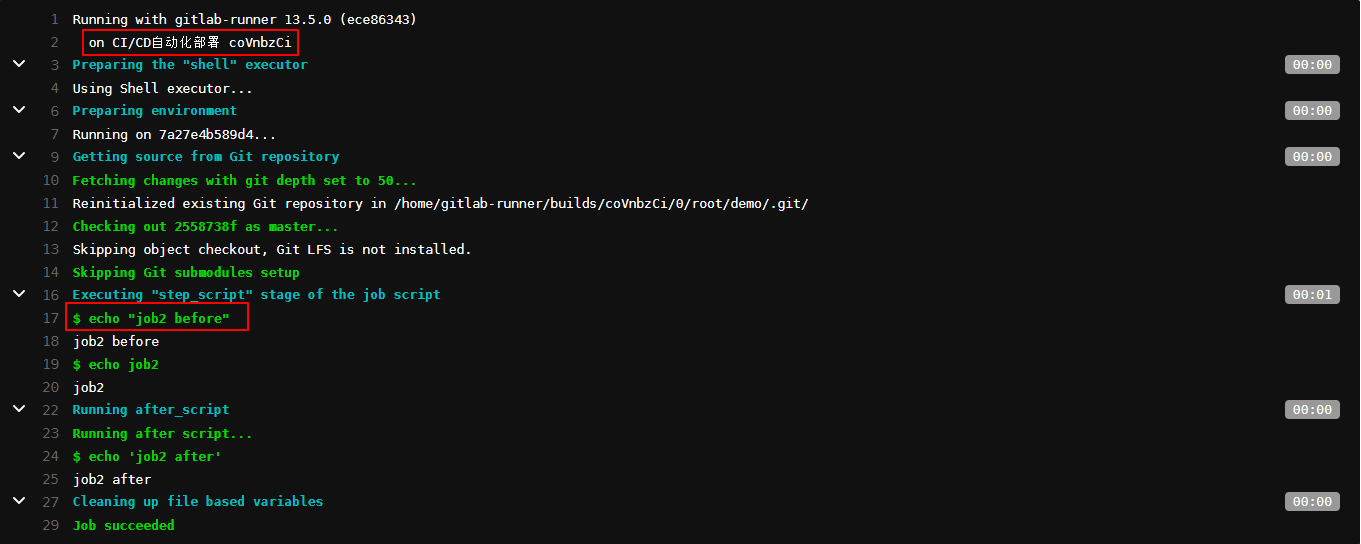 1 Running with gitlab-runner 13.5.0 (ece86343)
2 on CI/CD自动化部署 coVnbzCi
3 Preparing the "shell" executor 00:00
4 Using Shell executor...
6 Preparing environment 00:00
7 Running on 7a27e4b589d4...
9 Getting source from Git repository 00:00
10 Fetching changes with git depth set to 50...
11 Reinitialized existing Git repository in /home/gitlab-runner/builds/coVnbzCi/0/root/demo/.git/
12 Checking out 2558738f as master...
13 Skipping object checkout, Git LFS is not installed.
14 Skipping Git submodules setup
16 Executing "step_script" stage of the job script 00:01
17 $ echo "job2 before"
18 job2 before
19 $ echo job2
20 job2
22 Running after_script 00:00
23 Running after script...
24 $ echo 'job2 after'
25 job2 after
27 Cleaning up file based variables 00:00
29 Job succeeded